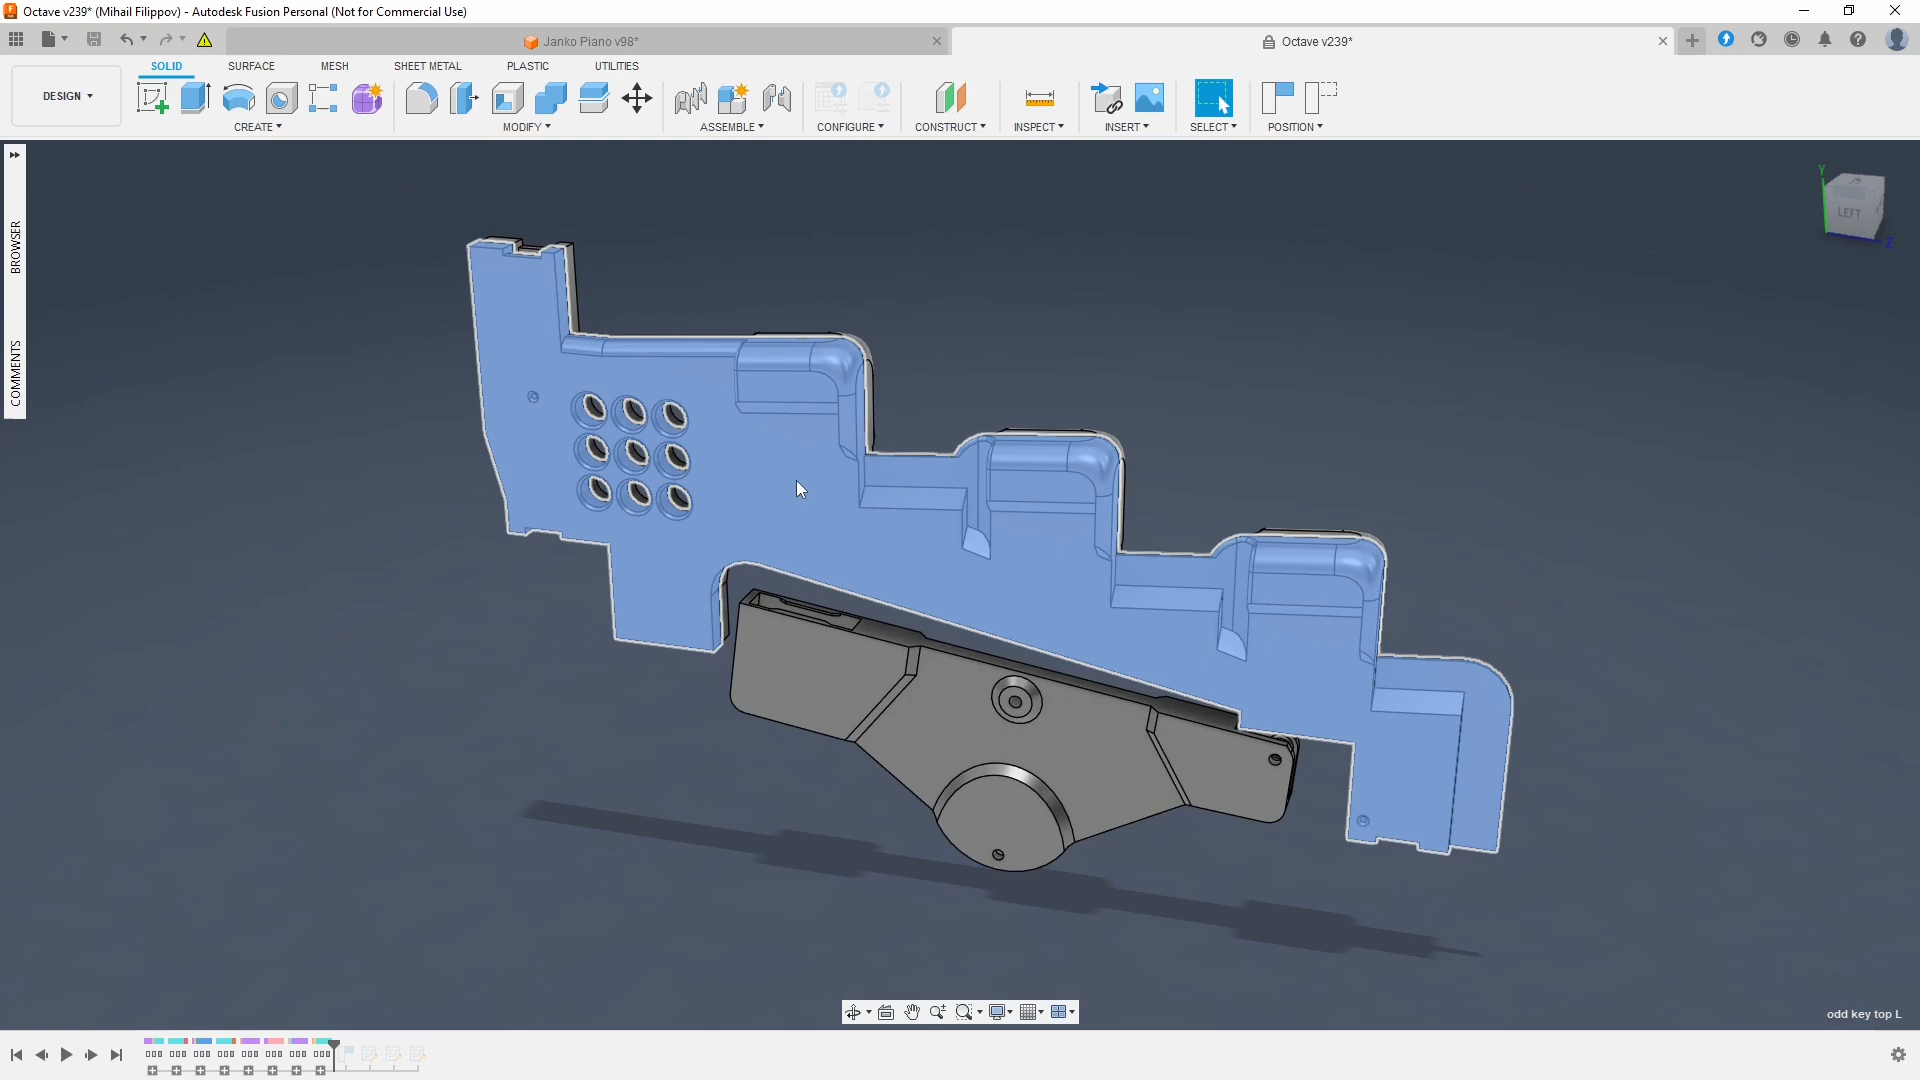 Octave v239* (Mihail Filippov) - Autodesk Fusion Personal (Not for Commercial Use)
Janko Piano v98*
Octave v239*
DESIGN
SOLID
SURFACE
MESH
SHEET METAL
PLASTIC
UTILITIES
CREATE
MODIFY
ASSEMBLE
CONFIGURE
CONSTRUCT
INSPECT
INSERT
SELECT
POSITION
BROWSER
COMMENTS
Y
LEFT
Z
odd key top L